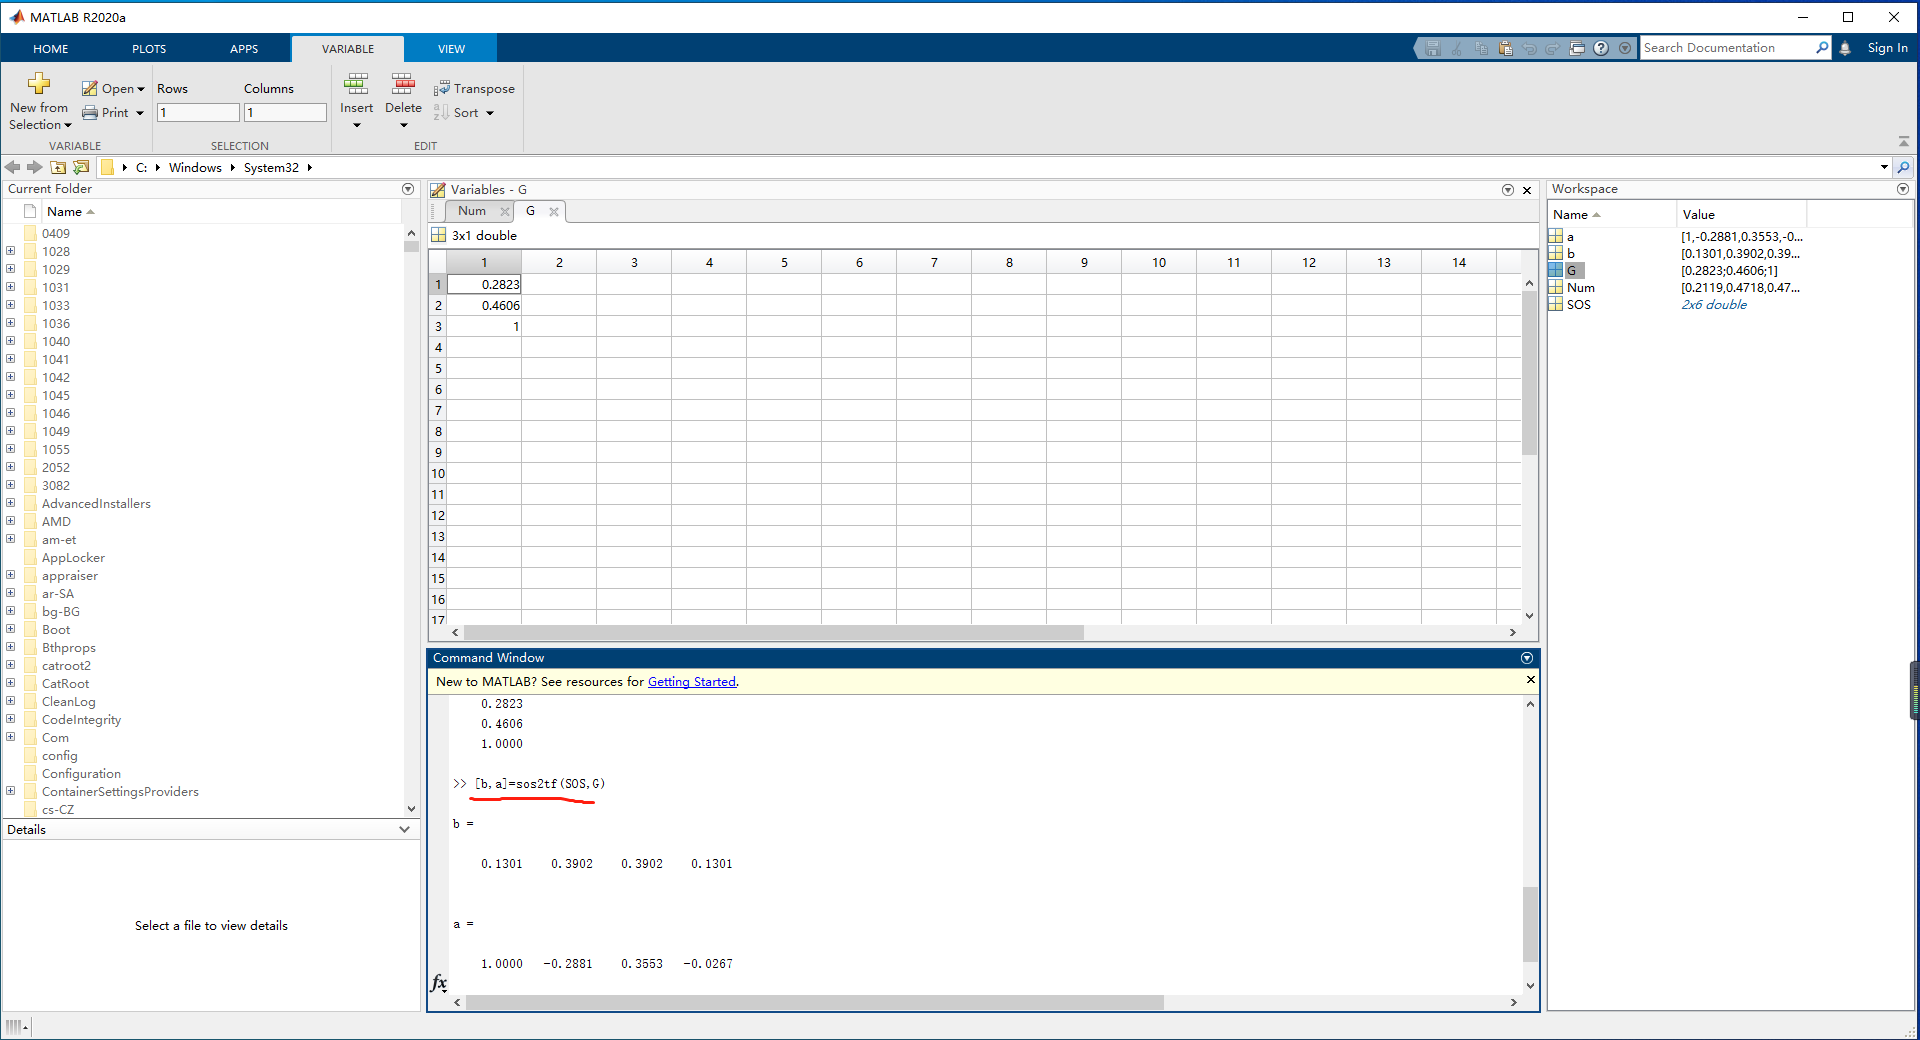 MATLAB R2020a
HOME PLOTS APPS VARIABLE VIEW
Search Documentation
Sign In
New from Selection
Open
Print
VARIABLE
Rows Columns
1 1
SELECTION
Insert
Delete
Transpose
Sort
EDIT
C: Windows System32
Current Folder
Name
0409
1028
1029
1031
1033
1036
1040
1041
1042
1045
1046
1049
1055
2052
3082
AdvancedInstallers
AMD
am-et
AppLocker
appraiser
ar-SA
bg-BG
Boot
Bthprops
catroot2
CatRoot
CleanLog
CodeIntegrity
Com
config
Configuration
ContainerSettingsProviders
cs-CZ
Details
Select a file to view details
Variables - G
Num G
3x1 double
1 2 3 4 5 6 7 8 9 10 11 12 13 14
1 0.2823
2 0.4606
3 1
4
5
6
7
8
9
10
11
12
13
14
15
16
17
Command Window
New to MATLAB? See resources for Getting Started.
0.2823
0.4606
1.0000
>> [b,a]=sos2tf(SOS,G)
b =
0.1301 0.3902 0.3902 0.1301
a =
1.0000 -0.2881 0.3553 -0.0267
fx
Workspace
Name Value
a [1,-0.2881,0.3553,-0...
b [0.1301,0.3902,0.39...
G [0.2823;0.4606;1]
Num [0.2119,0.4718,0.47...
SOS 2x6 double